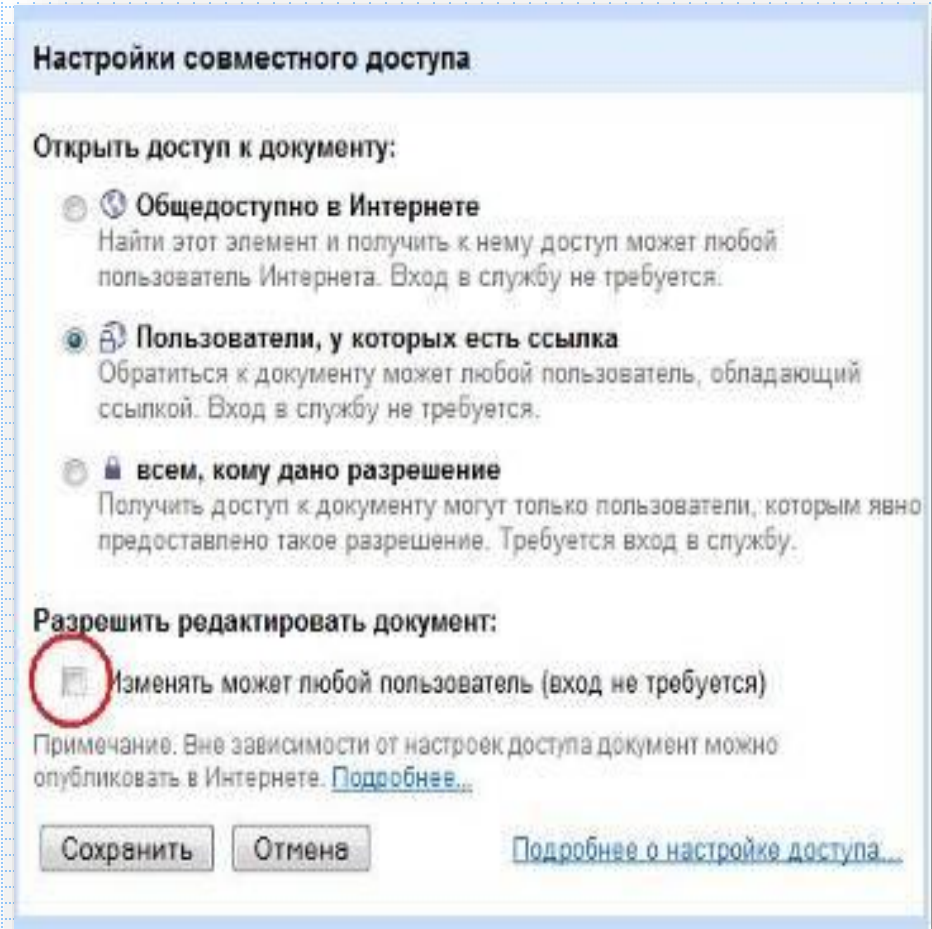 Настройки совместного доступа
Открыть доступ к документу:
Общедоступно в Интернете
Найти этот элемент и получить к нему доступ может любой
пользователь Интернета. Вход в службу не требуется.
Пользователи, у которых есть ссылка
Обратиться к документу может любой пользователь, обладающий
ссылкой. Вход в службу не требуется.
всем, кому дано разрешение
Получить доступ к документу могут только пользователи, которым явно
предоставлено такое разрешение. Требуется вход в службу.
Разрешить редактировать документ:
Изменять может любой пользователь (вход не требуется)
Примечание. Вне зависимости от настроек доступа документ можно
опубликовать в Интернете. Подробнее...
Сохранить Отмена Подробнее о настройке доступа...